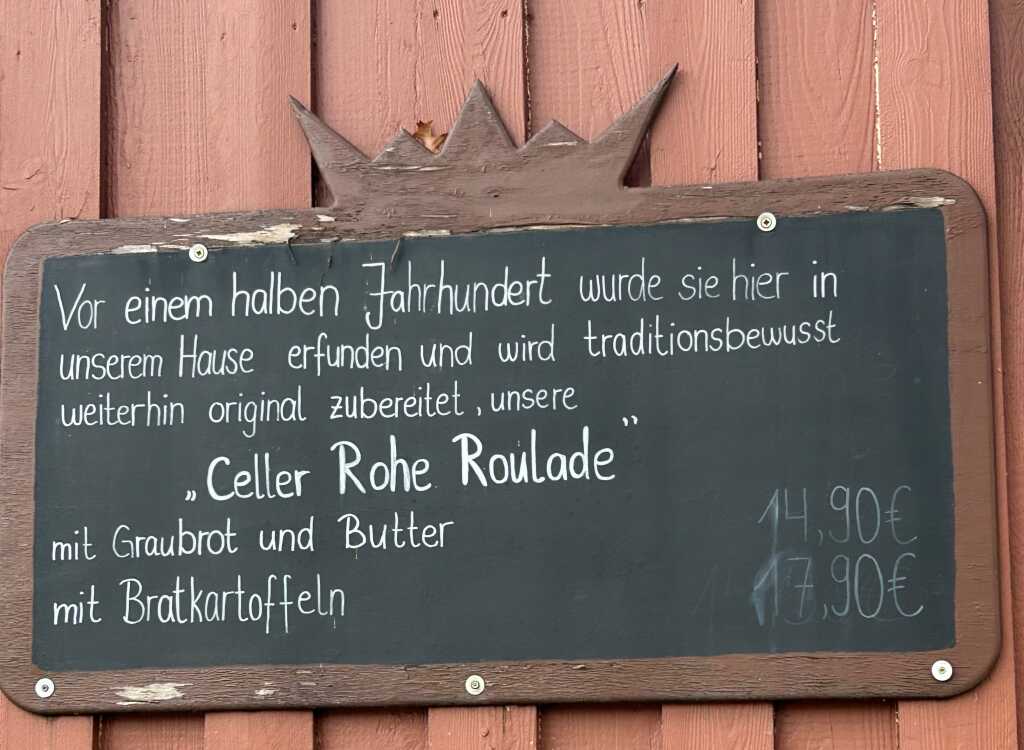 Vor einem halben Jahrhundert wurde sie hier in
unserem Hause erfunden und wird traditionsbewusst
weiterhin original zubereitet, unsere
„Celler Rohe Roulade”
mit Graubrot und Butter 14,90€
mit Bratkartoffeln 17,90€